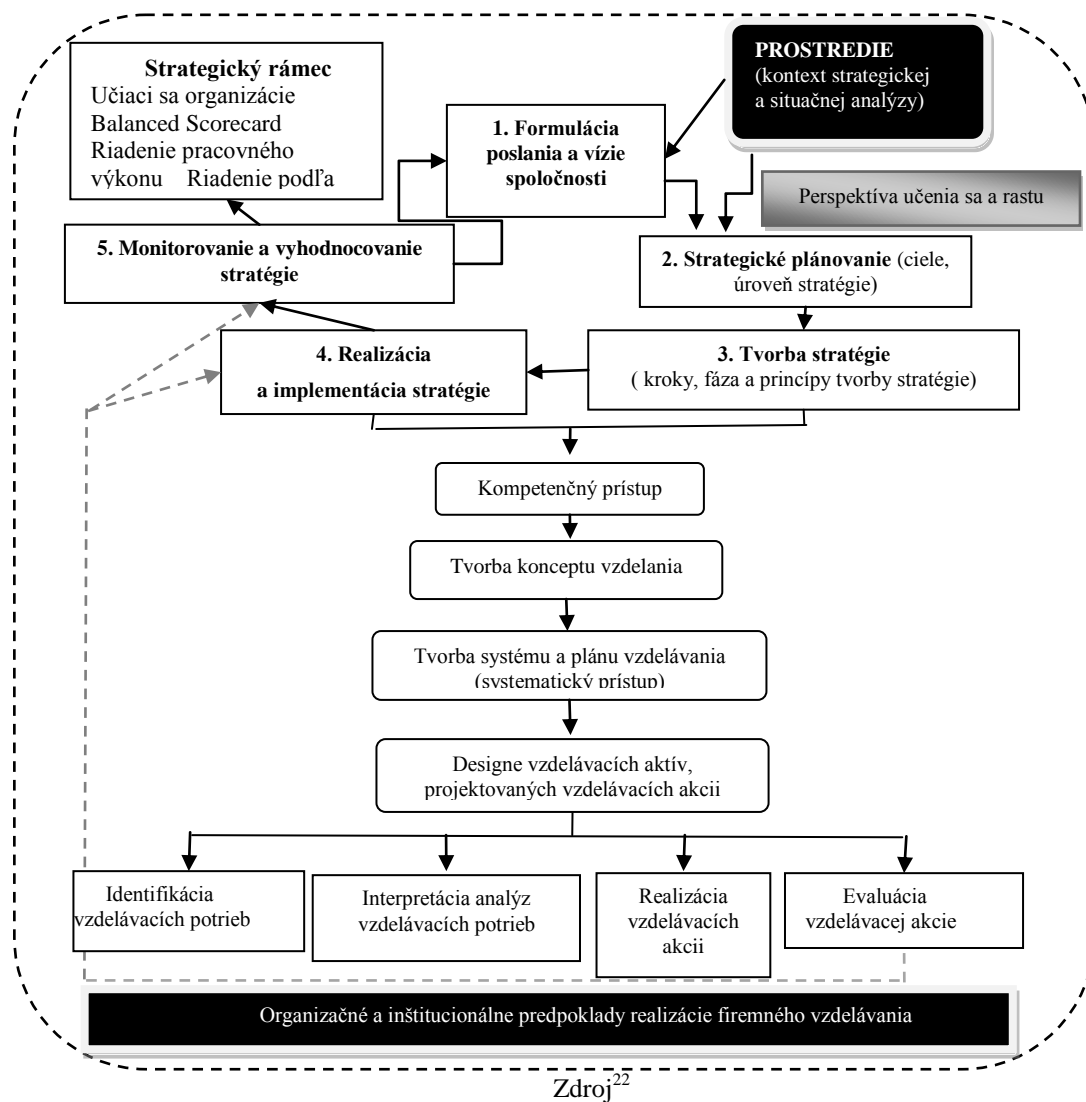 Strategický rámec
Učiaci sa organizácie
Balanced Scorecard
Riadenie pracovného
výkonu Riadenie podľa
PROSTREDIE
(kontext strategickej
a situačnej analýzy)
1. Formulácia
poslania a vízie
spoločnosti
Perspektíva učenia sa a rastu
5. Monitorovanie a vyhodnocovanie
stratégie
2. Strategické plánovanie (ciele,
úroveň stratégie)
4. Realizácia
a implementácia stratégie
3. Tvorba stratégie
( kroky, fáza a princípy tvorby stratégie)
Kompetenčný prístup
Tvorba konceptu vzdelania
Tvorba systému a plánu vzdelávania
(systematický prístup)
Designe vzdelávacích aktív,
projektovaných vzdelávacích akcii
Identifikácia
vzdelávacích potrieb
Interpretácia analýz
vzdelávacích potrieb
Realizácia
vzdelávacích
akcii
Evaluácia
vzdelávacej akcie
Organizačné a inštitucionálne predpoklady realizácie firemného vzdelávania
Zdroj22